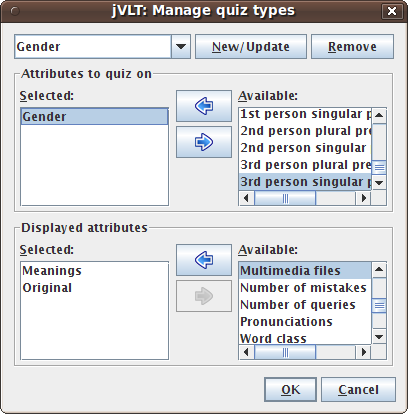 jVLT: Manage quiz types
Gender New/Update Remove
Attributes to quiz on
Selected: Available:
Gender
1st person singular p
2nd person plural pre
2nd person singular
3rd person plural pre
3rd person singular p
Displayed attributes
Selected: Available:
Meanings
Original
Multimedia files
Number of mistakes
Number of queries
Pronunciations
Word class
OK Cancel